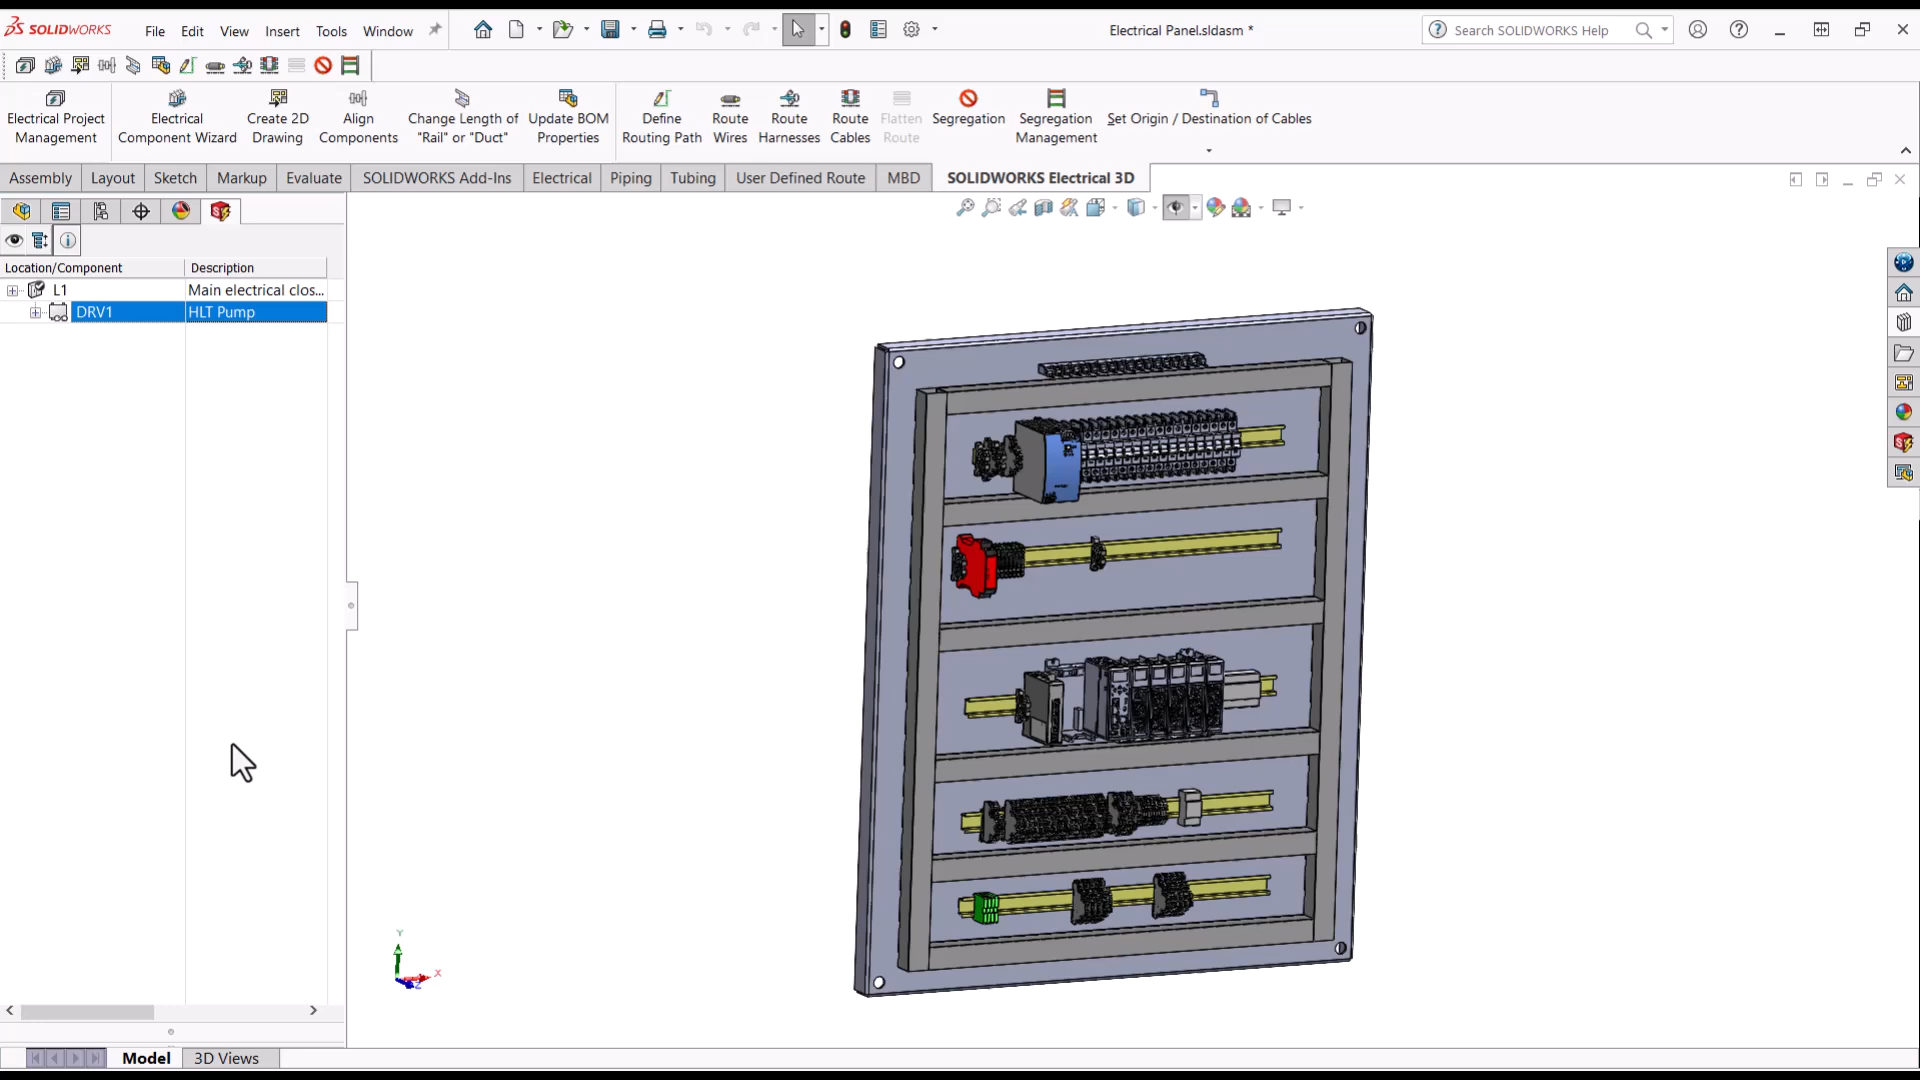 SOLIDWORKS File Edit View Insert Tools Window Electrical Panel.sldasm * Search SOLIDWORKS Help
Electrical Project Management
Electrical Component Wizard
Create 2D Drawing
Align Components
Change Length of "Rail" or "Duct"
Update BOM Properties
Define Routing Path
Route Wires
Route Harnesses
Route Cables
Flatten Route
Segregation
Segregation Management
Set Origin / Destination of Cables
Assembly Layout Sketch Markup Evaluate SOLIDWORKS Add-Ins Electrical Piping Tubing User Defined Route MBD SOLIDWORKS Electrical 3D
Location/Component Description
L1 Main electrical clos...
DRV1 HLT Pump
Y
X
Z
Model 3D Views